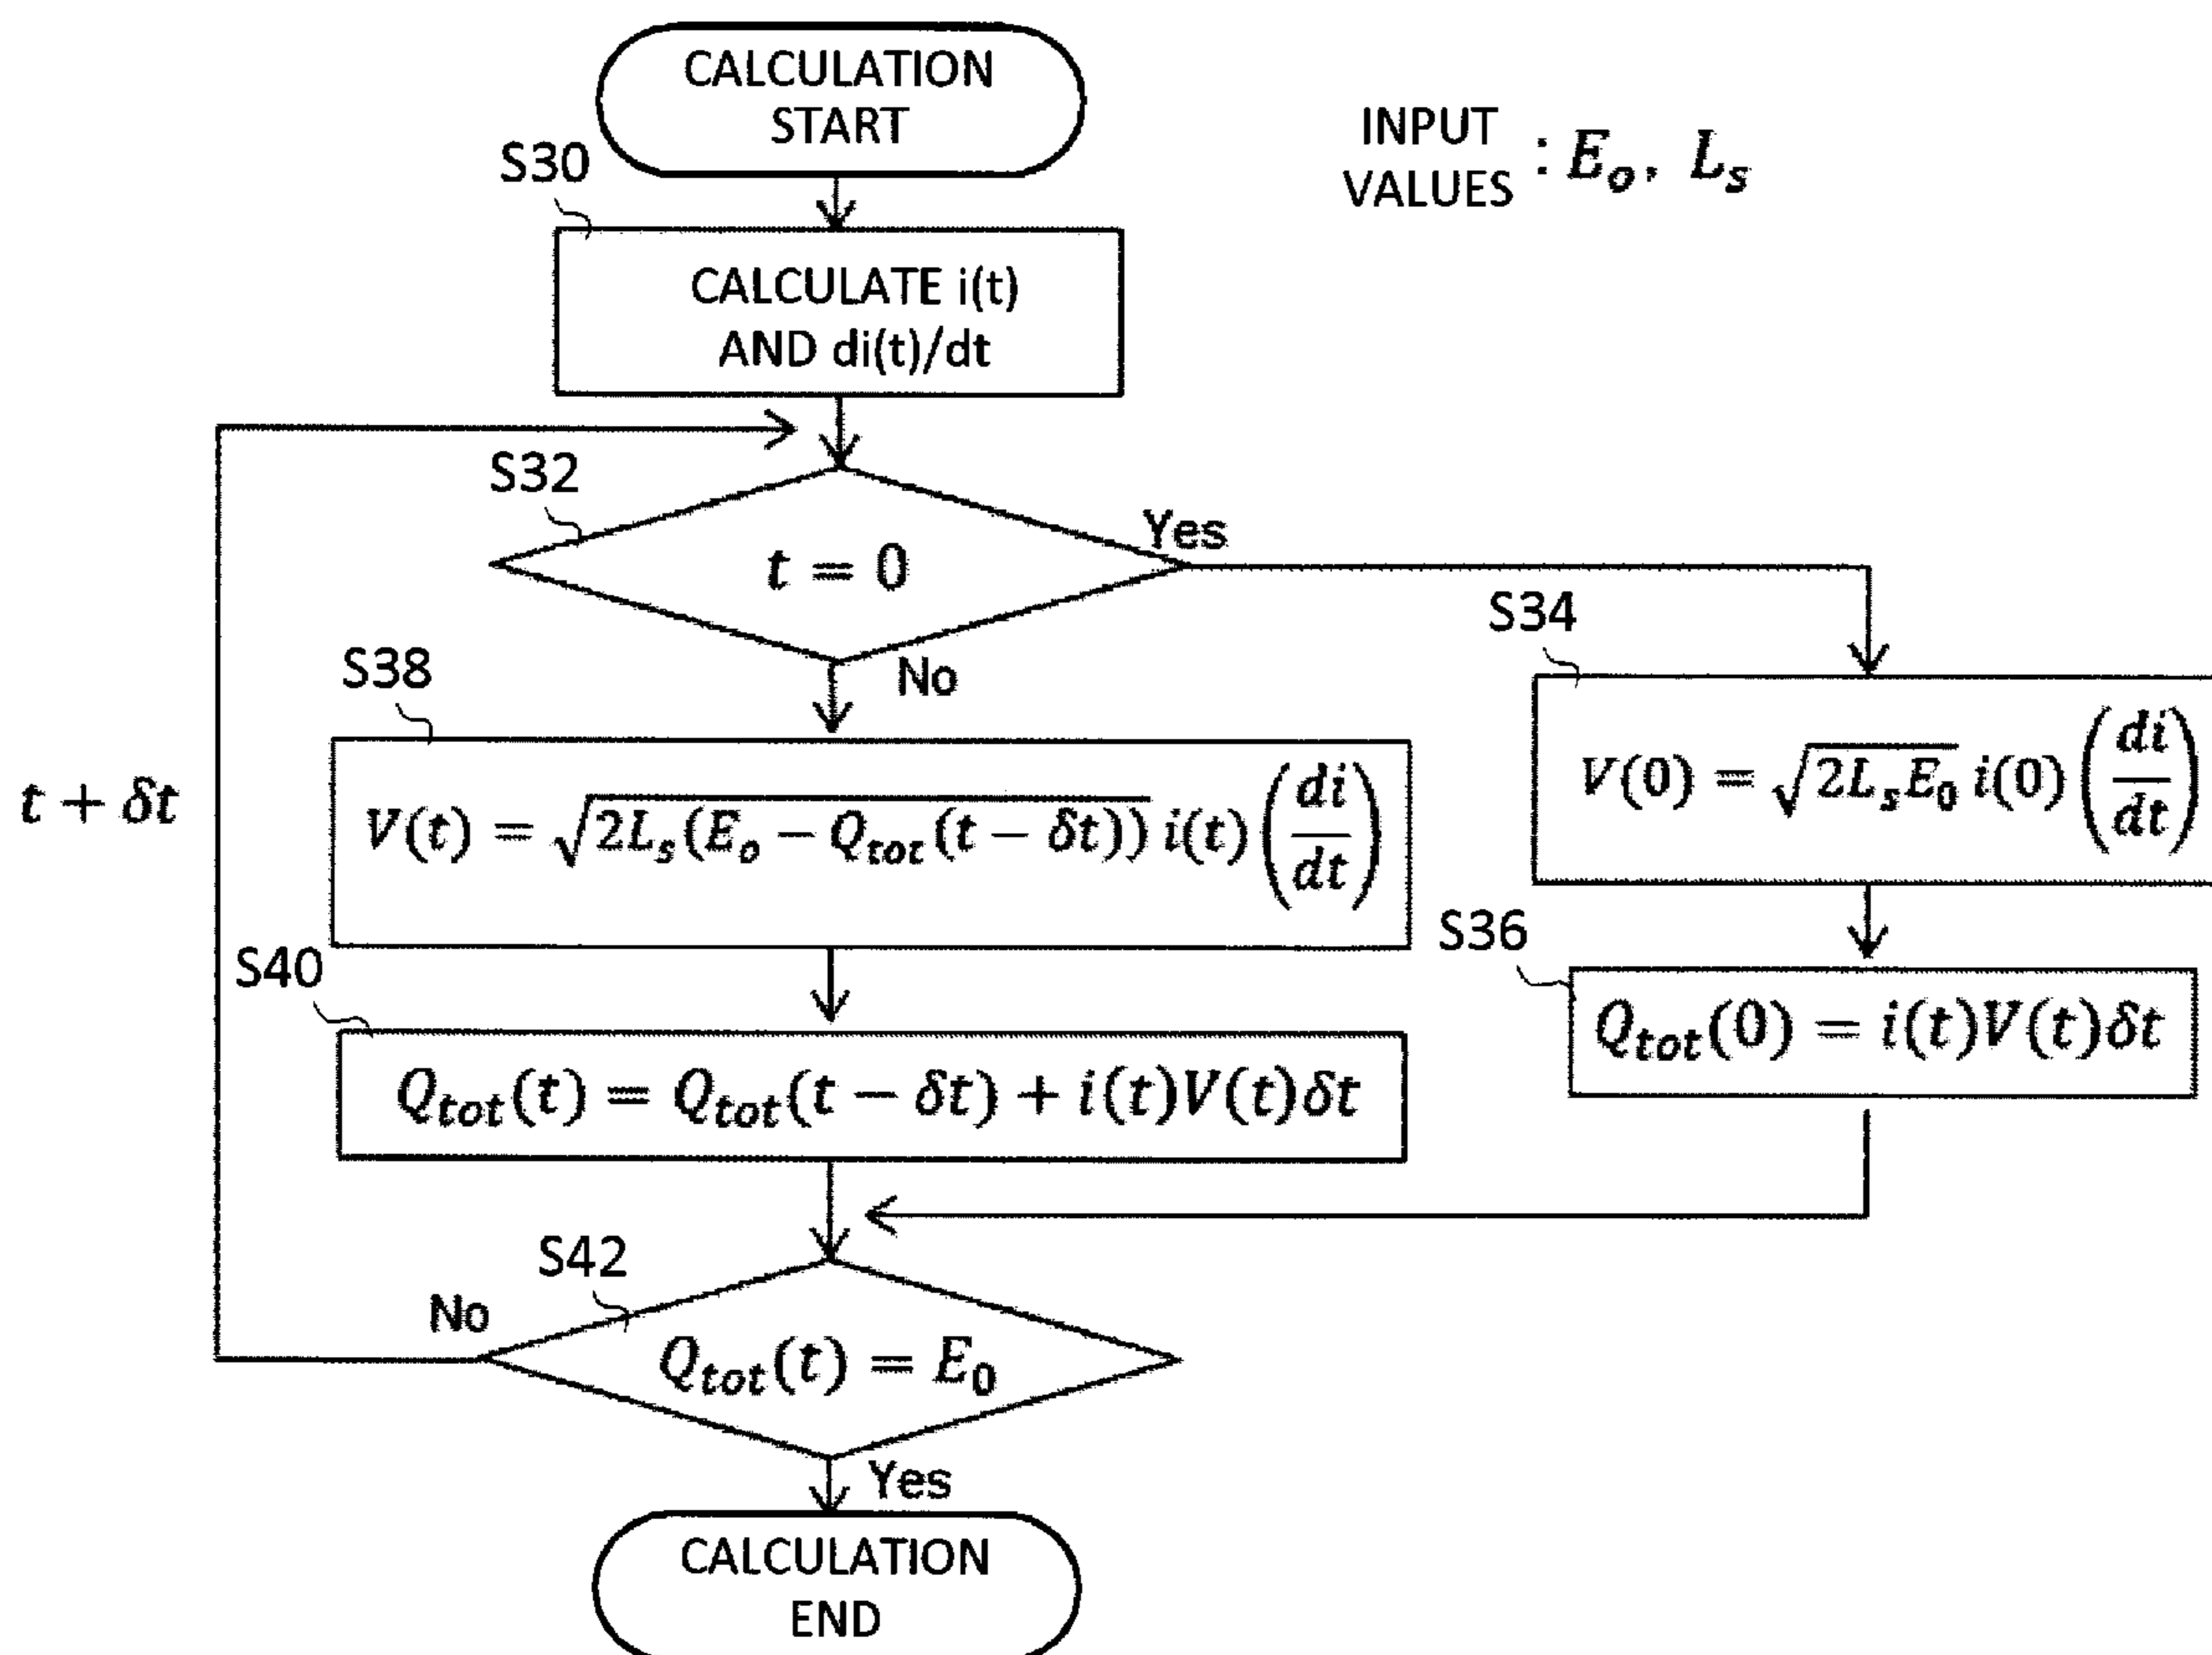 CALCULATION
START
INPUT
VALUES : E_o, L_s
S30
CALCULATE i(t)
AND di(t)/dt
S32
t = 0
Yes
No
S34
V(0) = √(2L_sE_0) i(0) (di/dt)
S36
Q_tot(0) = i(t)V(t)δt
S38
V(t) = √(2L_s(E_o − Q_tot(t − δt))) i(t) (di/dt)
t + δt
S40
Q_tot(t) = Q_tot(t − δt) + i(t)V(t)δt
S42
No
Q_tot(t) = E_0
Yes
CALCULATION
END